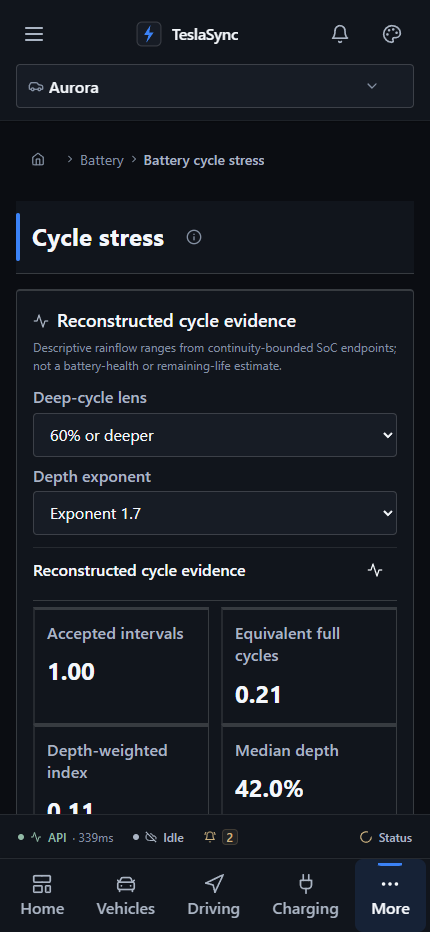 TeslaSync
Aurora
Battery
Battery cycle stress
Cycle stress
Reconstructed cycle evidence
Descriptive rainflow ranges from continuity-bounded SoC endpoints;
not a battery-health or remaining-life estimate.
Deep-cycle lens
60% or deeper
Depth exponent
Exponent 1.7
Reconstructed cycle evidence
Accepted intervals
1.00
Equivalent full
cycles
0.21
Depth-weighted
index
0.11
Median depth
42.0%
API · 339ms
Idle
2
Status
Home
Vehicles
Driving
Charging
More